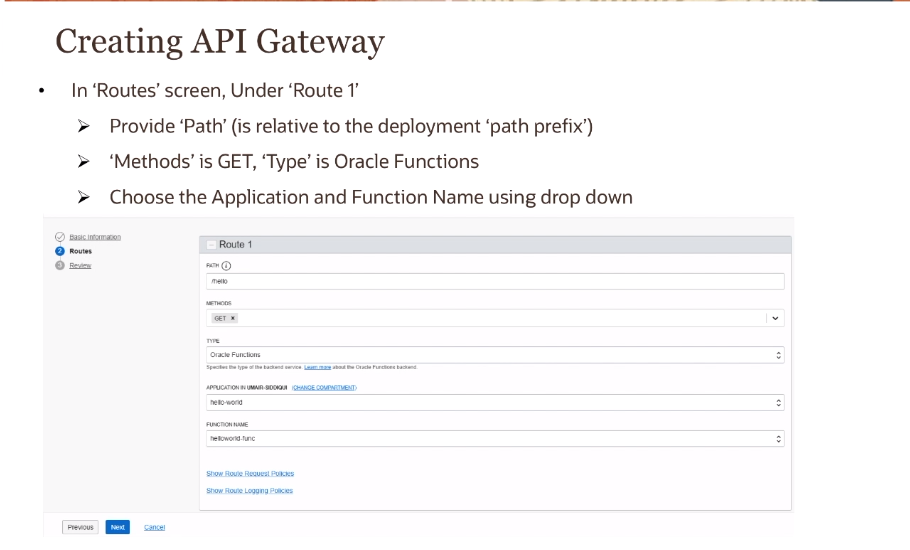 Creating API Gateway
• In ‘Routes’ screen, Under ‘Route 1’
➢ Provide ‘Path’ (is relative to the deployment ‘path prefix’)
➢ ‘Methods’ is GET, ‘Type’ is Oracle Functions
➢ Choose the Application and Function Name using drop down
Basic Information
2 Routes
3 Review
Route 1
PATH i
/hello
METHODS
GET ×
TYPE
Oracle Functions
Specifies the type of the backend service. Learn more about the Oracle Functions backend.
APPLICATION IN UMAIR-SIDDIQUI (CHANGE COMPARTMENT)
hello-world
FUNCTION NAME
helloworld-func
Show Route Request Policies
Show Route Logging Policies
Previous Next Cancel